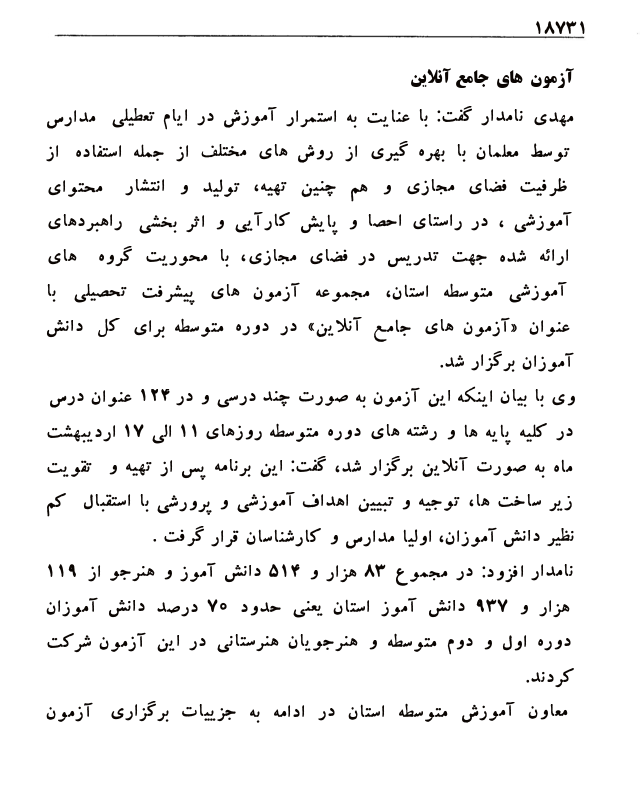 ۱۸۷۳۱
آزمون های جامع آنلاین
مهدی نامدار گفت: با عنایت به استمرار آموزش در ایام تعطیلی مدارس
توسط معلمان با بهره گیری از روش های مختلف از جمله استفاده از
ظرفیت فضای مجازی و هم چنین تهیه، تولید و انتشار محتوای
آموزشی ، در راستای احصا و پایش کارآیی و اثر بخشی راهبردهای
ارائه شده جهت تدریس در فضای مجازی، با محوریت گروه های
آموزشی متوسطه استان، مجموعه آزمون های پیشرفت تحصیلی با
عنوان «آزمون های جامع آنلاین» در دوره متوسطه برای کل دانش
آموزان برگزار شد.
وی با بیان اینکه این آزمون به صورت چند درسی و در ۱۲۴ عنوان درس
در کلیه پایه ها و رشته های دوره متوسطه روزهای ۱۱ الی ۱۷ اردیبهشت
ماه به صورت آنلاین برگزار شد، گفت: این برنامه پس از تهیه و تقویت
زیر ساخت ها، توجیه و تبیین اهداف آموزشی و پرورشی با استقبال کم
نظیر دانش آموزان، اولیا مدارس و کارشناسان قرار گرفت .
نامدار افزود: در مجموع ۸۳ هزار و ۵۱۴ دانش آموز و هنرجو از ۱۱۹
هزار و ۹۳۷ دانش آموز استان یعنی حدود ۷۰ درصد دانش آموزان
دوره اول و دوم متوسطه و هنرجویان هنرستانی در این آزمون شرکت
کردند.
معاون آموزش متوسطه استان در ادامه به جزییات برگزاری آزمون